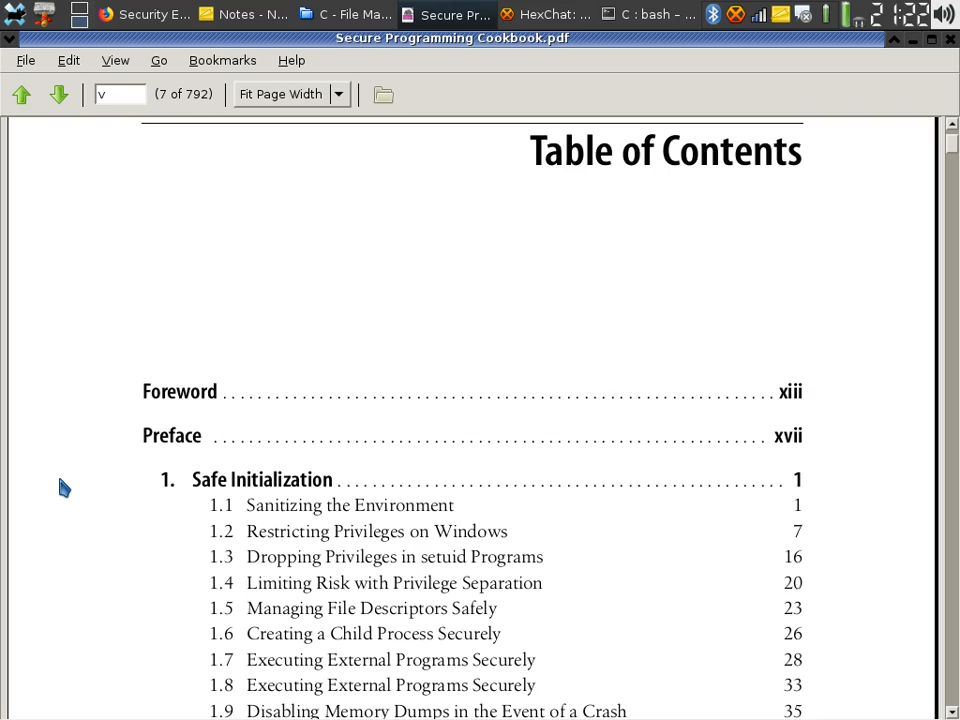 Security E...
Notes - N...
C - File Ma...
Secure Pr...
HexChat: ...
C : bash – ...
21:22
Secure Programming Cookbook.pdf
File Edit View Go Bookmarks Help
v (7 of 792) Fit Page Width
Table of Contents
Foreword . . . . . . . . . . . . . . . . . . . . . . . . . . . . . . . . . . . . . . . . . . . . . . . . . . . . . . . . . . . . . . xiii
Preface . . . . . . . . . . . . . . . . . . . . . . . . . . . . . . . . . . . . . . . . . . . . . . . . . . . . . . . . . . . . . . xvii
1. Safe Initialization . . . . . . . . . . . . . . . . . . . . . . . . . . . . . . . . . . . . . . . . . . . . . . . . . . 1
1.1 Sanitizing the Environment 1
1.2 Restricting Privileges on Windows 7
1.3 Dropping Privileges in setuid Programs 16
1.4 Limiting Risk with Privilege Separation 20
1.5 Managing File Descriptors Safely 23
1.6 Creating a Child Process Securely 26
1.7 Executing External Programs Securely 28
1.8 Executing External Programs Securely 33
1.9 Disabling Memory Dumps in the Event of a Crash 35